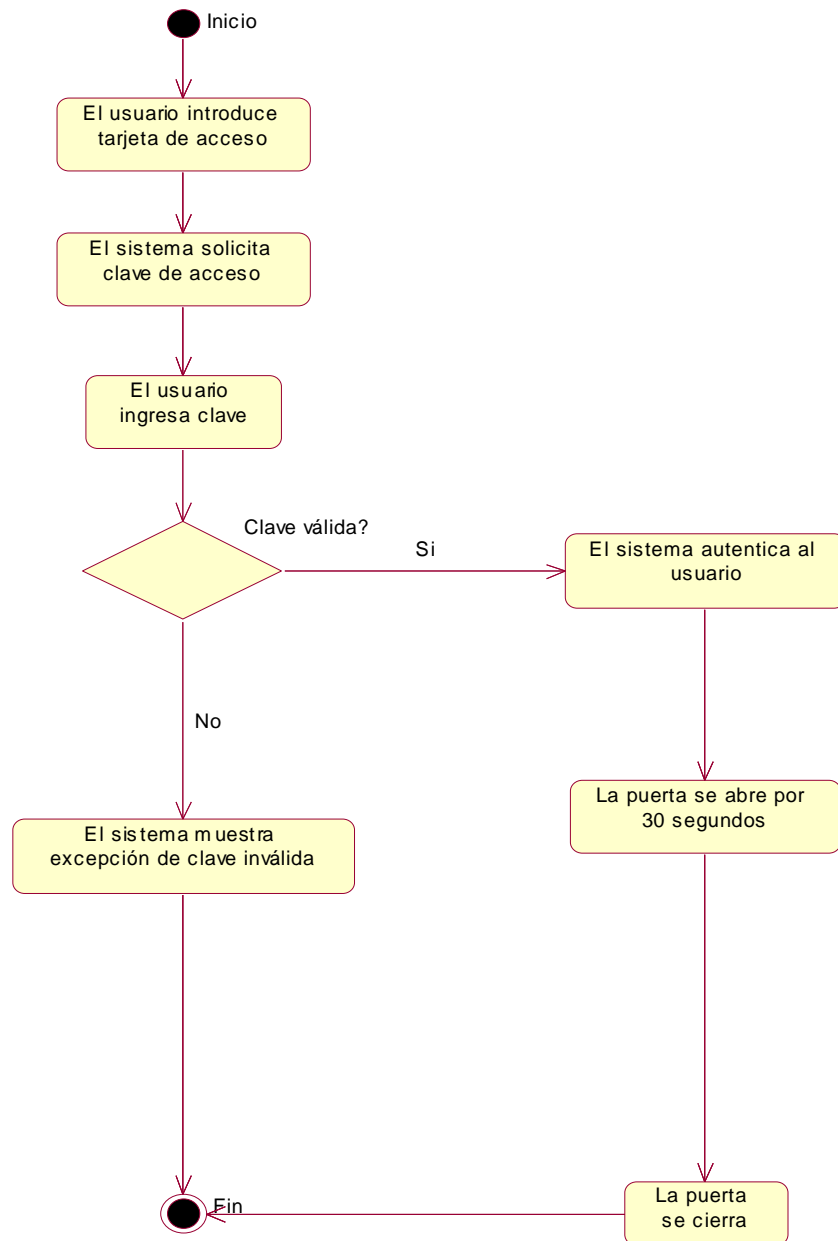 Inicio
El usuario introduce
tarjeta de acceso
El sistema solicita
clave de acceso
El usuario
ingresa clave
Clave válida?
Si
El sistema autentica al
usuario
No
La puerta se abre por
30 segundos
El sistema muestra
excepción de clave inválida
Fin
La puerta
se cierra